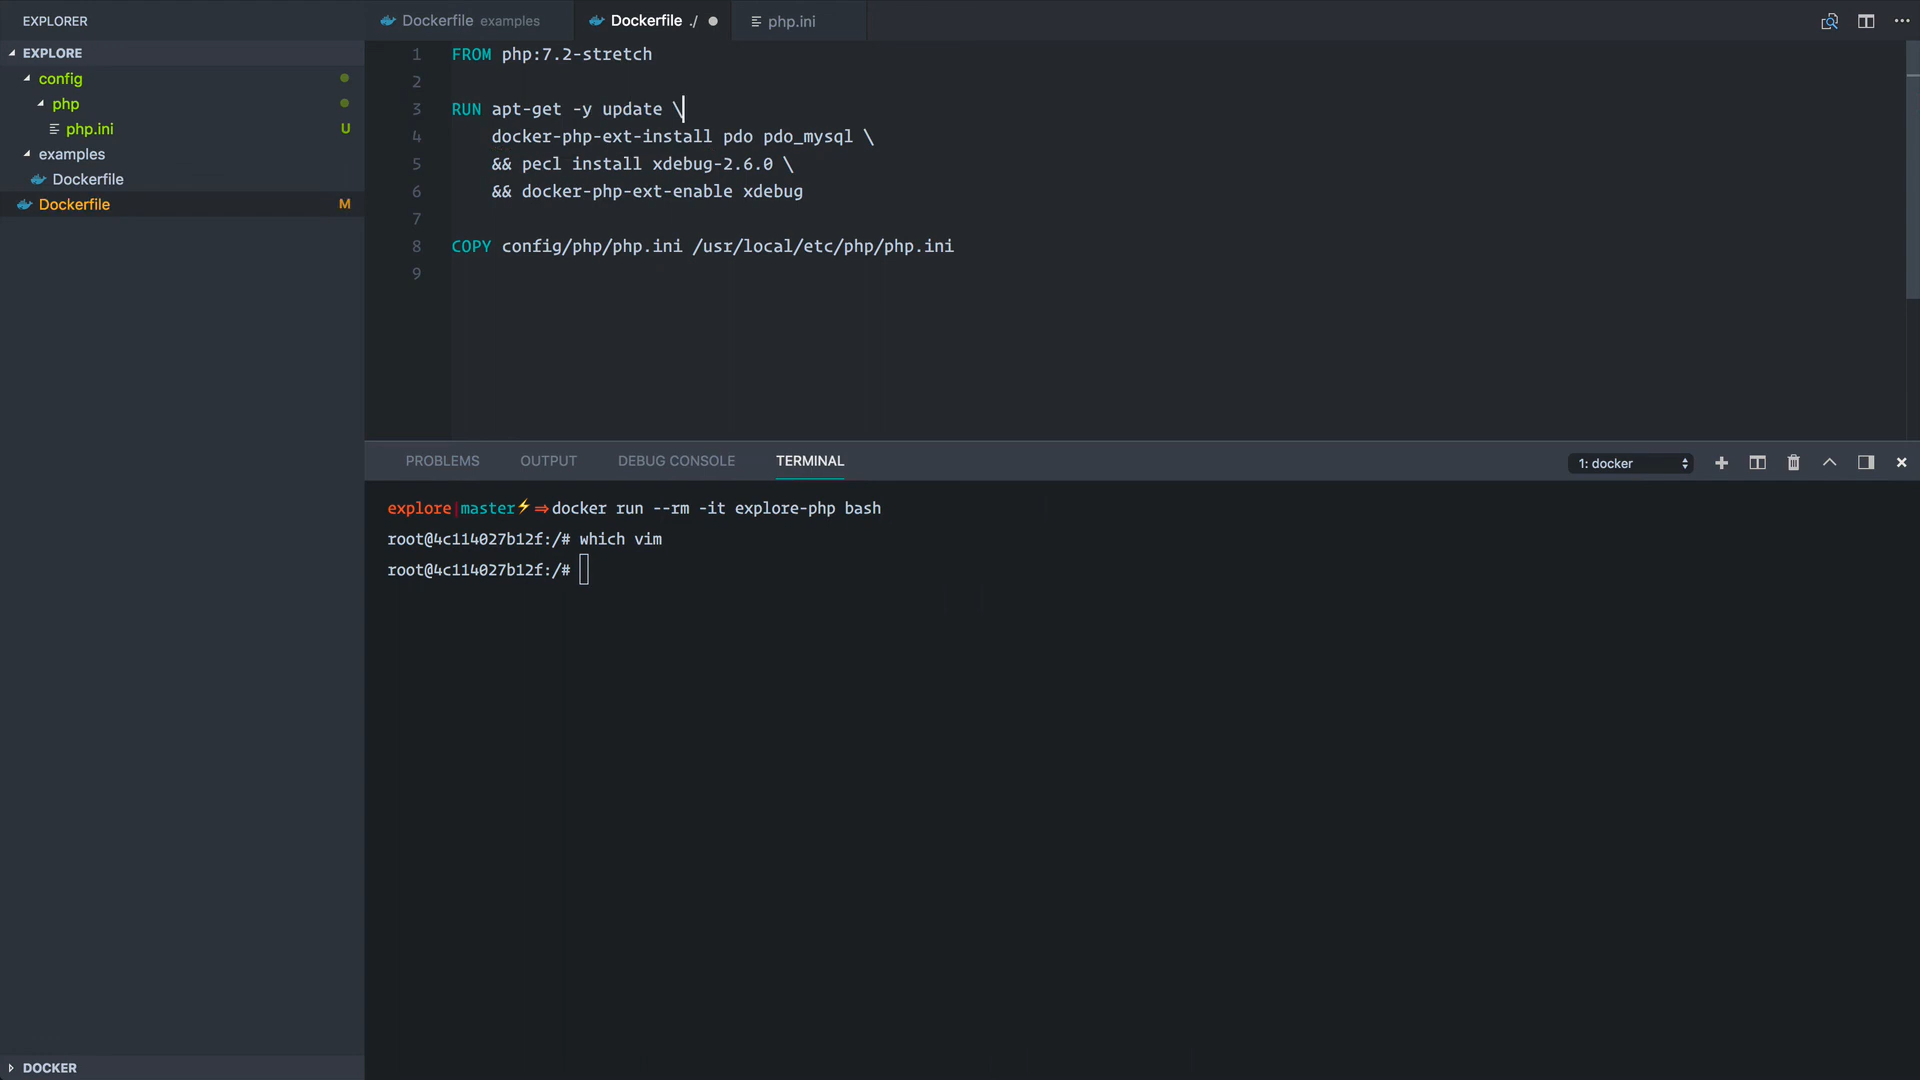 EXPLORER
EXPLORE
config
php
php.ini U
examples
Dockerfile
Dockerfile M
DOCKER
Dockerfile examples Dockerfile ./ php.ini
1 FROM php:7.2-stretch
2
3 RUN apt-get -y update \
4 docker-php-ext-install pdo pdo_mysql \
5 && pecl install xdebug-2.6.0 \
6 && docker-php-ext-enable xdebug
7
8 COPY config/php/php.ini /usr/local/etc/php/php.ini
9
PROBLEMS OUTPUT DEBUG CONSOLE TERMINAL 1: docker
explore|master⚡⇒docker run --rm -it explore-php bash
root@4c114027b12f:/# which vim
root@4c114027b12f:/#